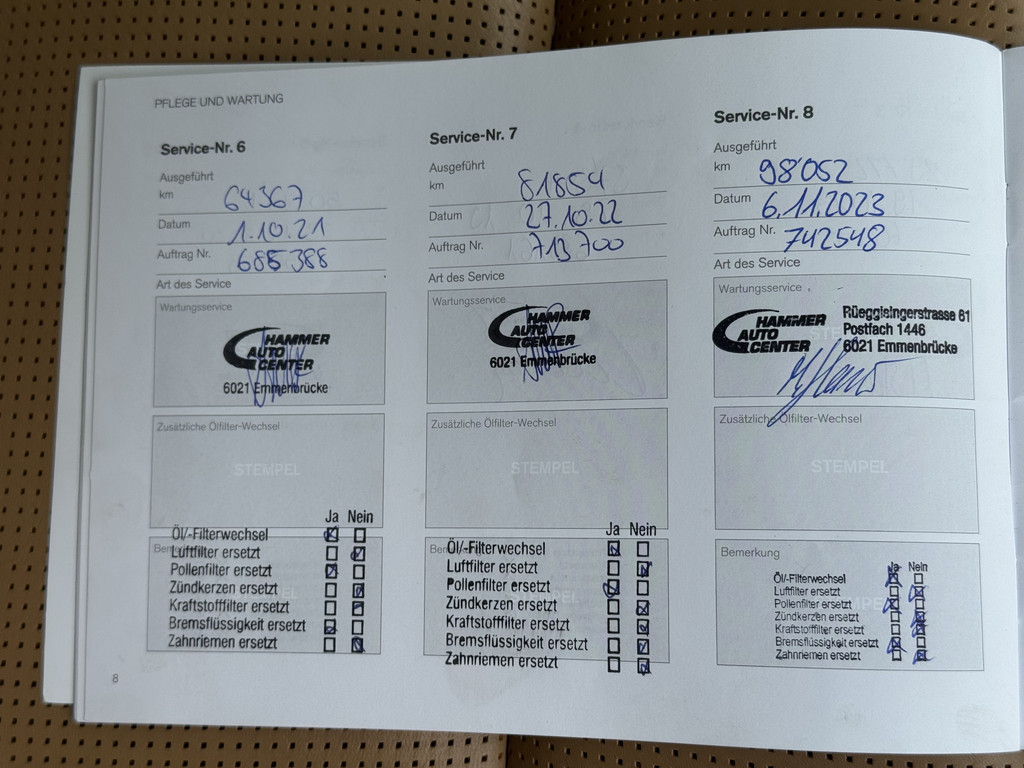 PFLEGE UND WARTUNG
Service-Nr. 6
Ausgeführt
km 64367
Datum 1.10.21
Auftrag Nr. 685388
Art des Service
Wartungsservice
HAMMER
AUTO
CENTER
6021 Emmenbrücke
Zusätzliche Ölfilter-Wechsel
STEMPEL
Ja Nein
Öl/-Filterwechsel
Luftfilter ersetzt
Pollenfilter ersetzt
Zündkerzen ersetzt
Kraftstofffilter ersetzt
Bremsflüssigkeit ersetzt
Zahnriemen ersetzt
Service-Nr. 7
Ausgeführt
km 81854
Datum 27.10.22
Auftrag Nr. 713700
Art des Service
Wartungsservice
HAMMER
AUTO
CENTER
6021 Emmenbrücke
Zusätzliche Ölfilter-Wechsel
STEMPEL
Ja Nein
Öl/-Filterwechsel
Luftfilter ersetzt
Pollenfilter ersetzt
Zündkerzen ersetzt
Kraftstofffilter ersetzt
Bremsflüssigkeit ersetzt
Zahnriemen ersetzt
Service-Nr. 8
Ausgeführt
km 98'052
Datum 6.11.2023
Auftrag Nr. 742548
Art des Service
Wartungsservice
HAMMER
AUTO
CENTER
Rüeggisingerstrasse 61
Postfach 1446
6021 Emmenbrücke
Zusätzliche Ölfilter-Wechsel
STEMPEL
Bemerkung
Ja Nein
Öl/-Filterwechsel
Luftfilter ersetzt
Pollenfilter ersetzt
Zündkerzen ersetzt
Kraftstofffilter ersetzt
Bremsflüssigkeit ersetzt
Zahnriemen ersetzt
8